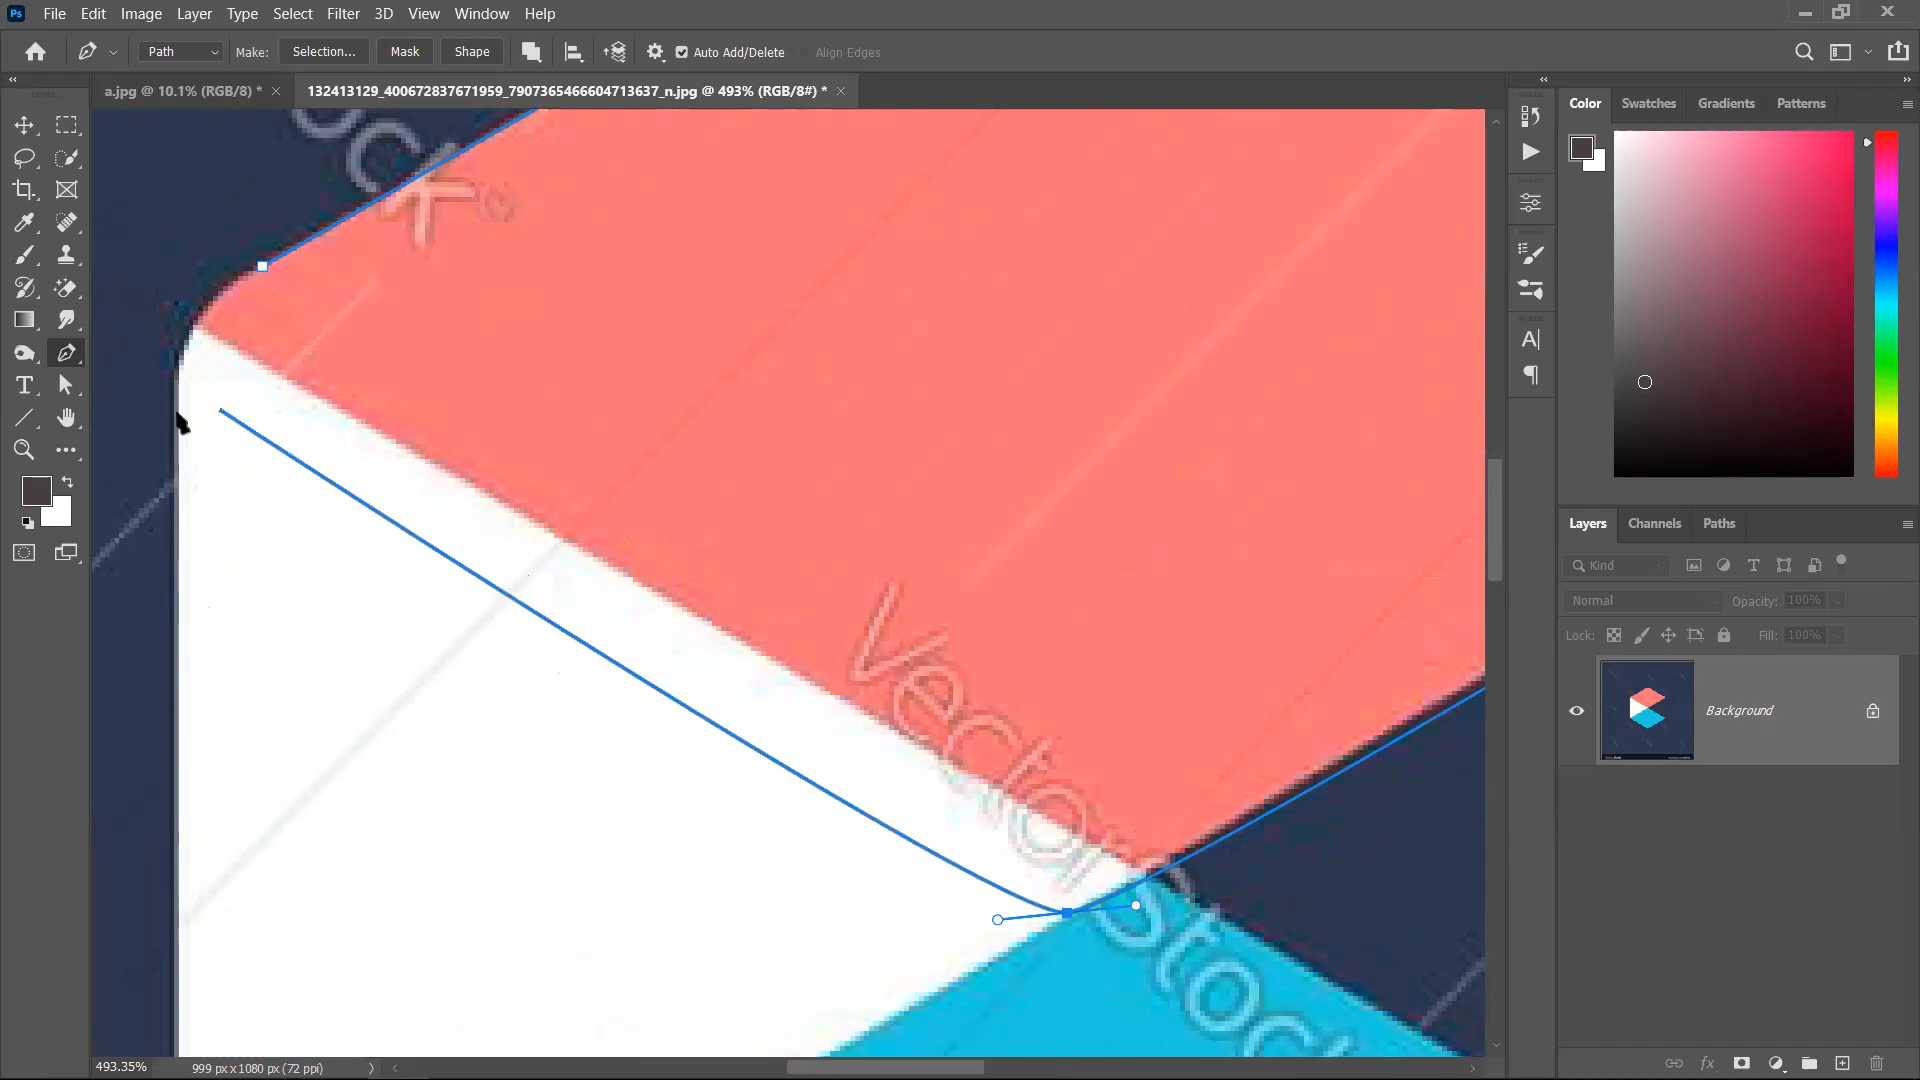 Ps File Edit Image Layer Type Select Filter 3D View Window Help
Path Make: Selection... Mask Shape Auto Add/Delete Align Edges
a.jpg @ 10.1% (RGB/8) * 132413129_400672837671959_7907365466604713637_n.jpg @ 493% (RGB/8#) *
Color Swatches Gradients Patterns
ock
VectorStock
Layers Channels Paths
Kind
Normal Opacity: 100%
Lock: Fill: 100%
Background
493.35% 999 px x 1080 px (72 ppi)